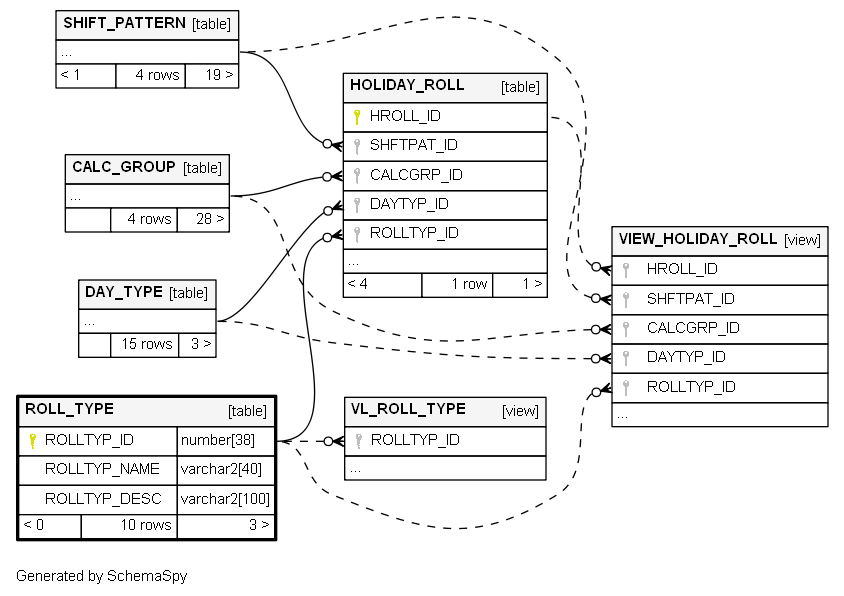 SHIFT_PATTERN [table]
...
< 1 4 rows 19 >
CALC_GROUP [table]
...
4 rows 28 >
DAY_TYPE [table]
...
15 rows 3 >
ROLL_TYPE [table]
ROLLTYP_ID number[38]
ROLLTYP_NAME varchar2[40]
ROLLTYP_DESC varchar2[100]
< 0 10 rows 3 >
HOLIDAY_ROLL [table]
HROLL_ID
SHFTPAT_ID
CALCGRP_ID
DAYTYP_ID
ROLLTYP_ID
...
< 4 1 row 1 >
VL_ROLL_TYPE [view]
ROLLTYP_ID
...
VIEW_HOLIDAY_ROLL [view]
HROLL_ID
SHFTPAT_ID
CALCGRP_ID
DAYTYP_ID
ROLLTYP_ID
...
Generated by SchemaSpy